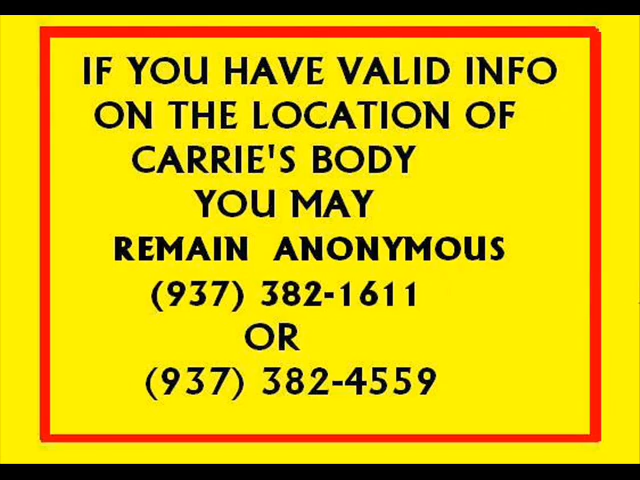 IF YOU HAVE VALID INFO
ON THE LOCATION OF
CARRIE'S BODY
YOU MAY
REMAIN ANONYMOUS
(937) 382-1611
OR
(937) 382-4559